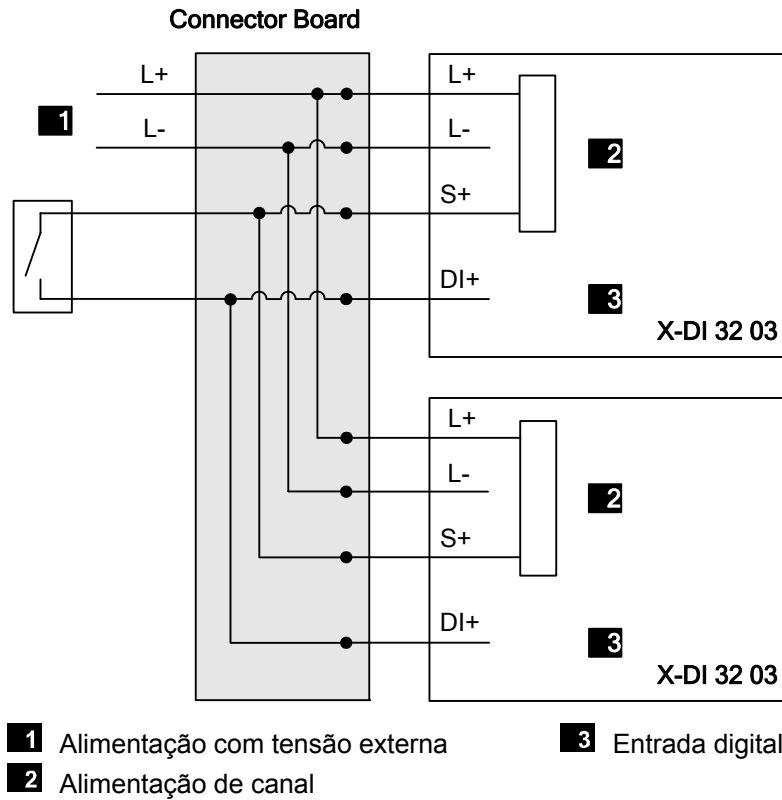 Connector Board
L+
L-
1
L+
L-
S+
DI+
2
3
X-DI 32 03
L+
L-
S+
DI+
2
3
X-DI 32 03
1 Alimentação com tensão externa
3 Entrada digital
2 Alimentação de canal